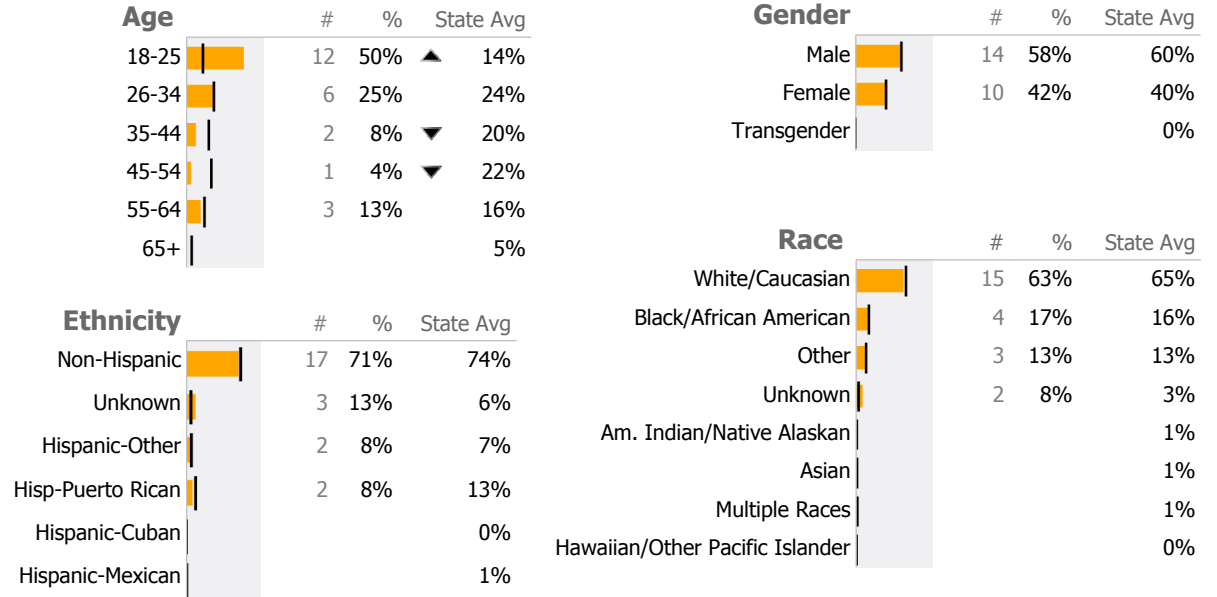 Age # % State Avg
18-25 12 50% 14%
26-34 6 25% 24%
35-44 2 8% 20%
45-54 1 4% 22%
55-64 3 13% 16%
65+ 5%
Ethnicity # % State Avg
Non-Hispanic 17 71% 74%
Unknown 3 13% 6%
Hispanic-Other 2 8% 7%
Hisp-Puerto Rican 2 8% 13%
Hispanic-Cuban 0%
Hispanic-Mexican 1%
Gender # % State Avg
Male 14 58% 60%
Female 10 42% 40%
Transgender 0%
Race # % State Avg
White/Caucasian 15 63% 65%
Black/African American 4 17% 16%
Other 3 13% 13%
Unknown 2 8% 3%
Am. Indian/Native Alaskan 1%
Asian 1%
Multiple Races 1%
Hawaiian/Other Pacific Islander 0%